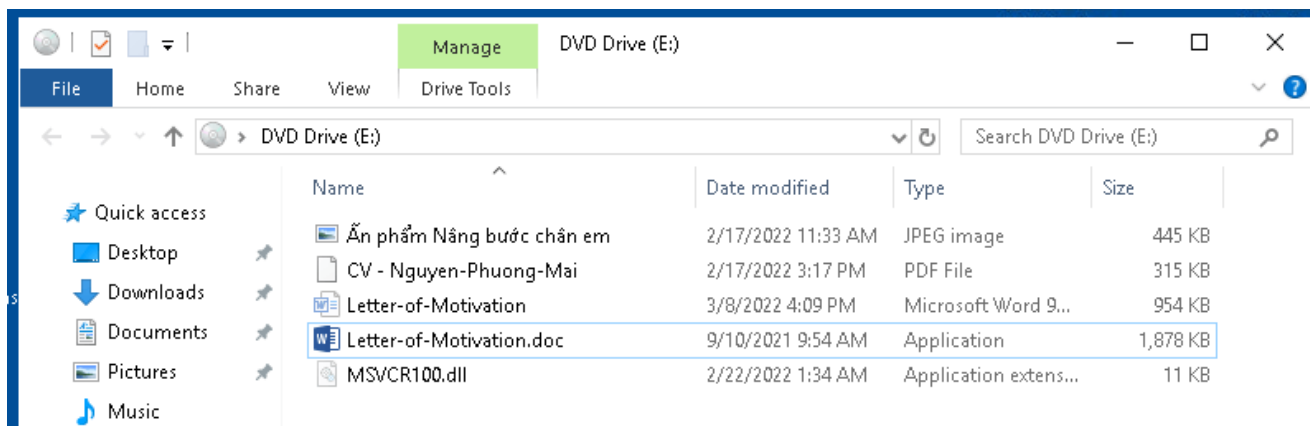 Manage DVD Drive (E:)
File Home Share View Drive Tools
DVD Drive (E:) Search DVD Drive (E:)
Name Date modified Type Size
Quick access
Desktop
Downloads
Documents
Pictures
Music
Ấn phẩm Nâng bước chân em 2/17/2022 11:33 AM JPEG image 445 KB
CV - Nguyen-Phuong-Mai 2/17/2022 3:17 PM PDF File 315 KB
Letter-of-Motivation 3/8/2022 4:09 PM Microsoft Word 9... 954 KB
Letter-of-Motivation.doc 9/10/2021 9:54 AM Application 1,878 KB
MSVCR100.dll 2/22/2022 1:34 AM Application extens... 11 KB